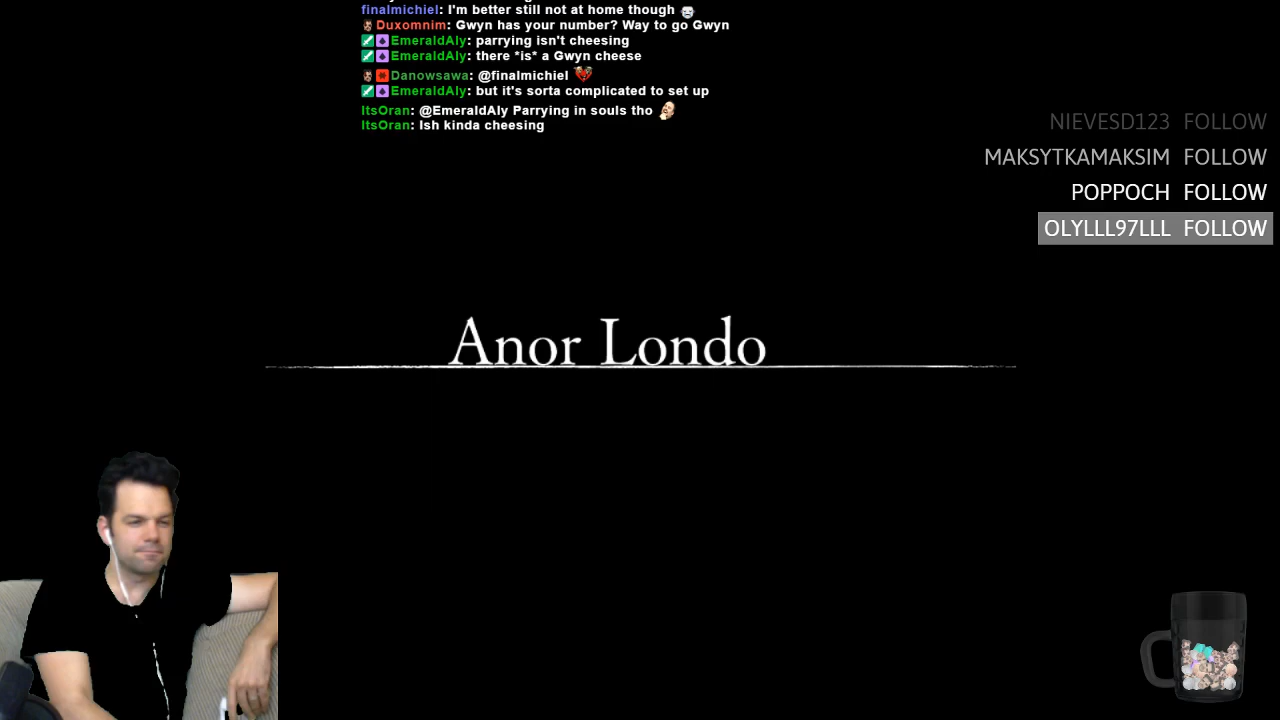 finalmichiel: I'm better still not at home though
Duxomnim: Gwyn has your number? Way to go Gwyn
EmeraldAly: parrying isn't cheesing
EmeraldAly: there *is* a Gwyn cheese
Danowsawa: @finalmichiel
EmeraldAly: but it's sorta complicated to set up
ItsOran: @EmeraldAly Parrying in souls tho
ItsOran: Ish kinda cheesing
NIEVESD123 FOLLOW
MAKSYTKAMAKSIM FOLLOW
POPPOCH FOLLOW
OLYLLL97LLL FOLLOW
Anor Londo